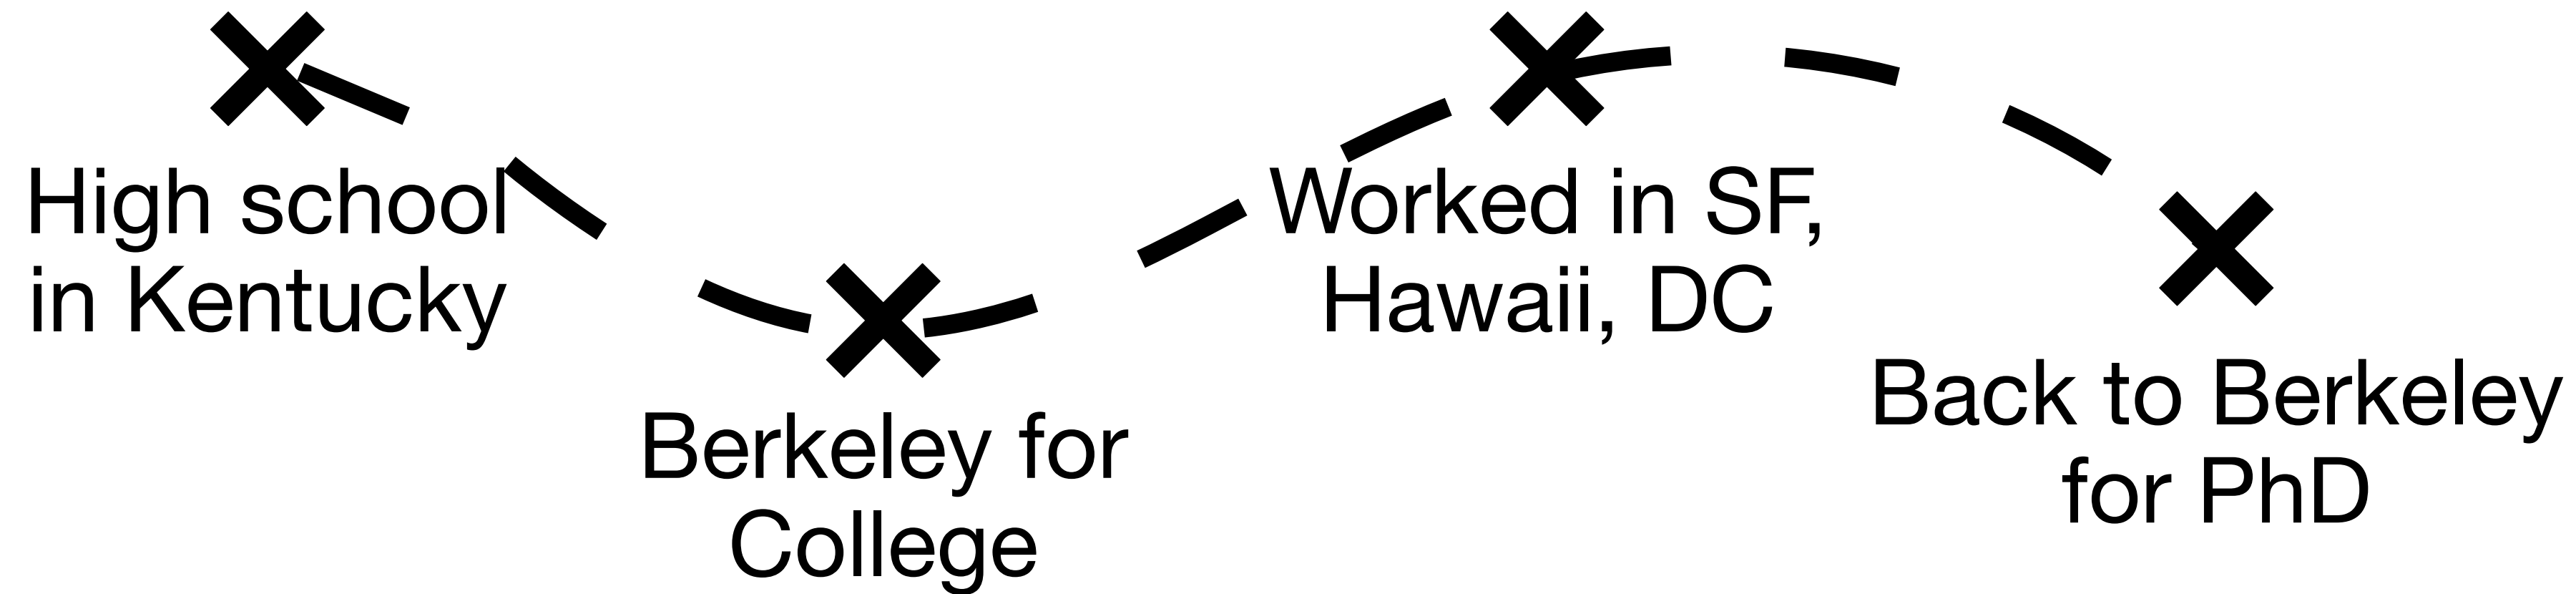 High school
in Kentucky
Berkeley for
College
Worked in SF,
Hawaii, DC
Back to Berkeley
for PhD